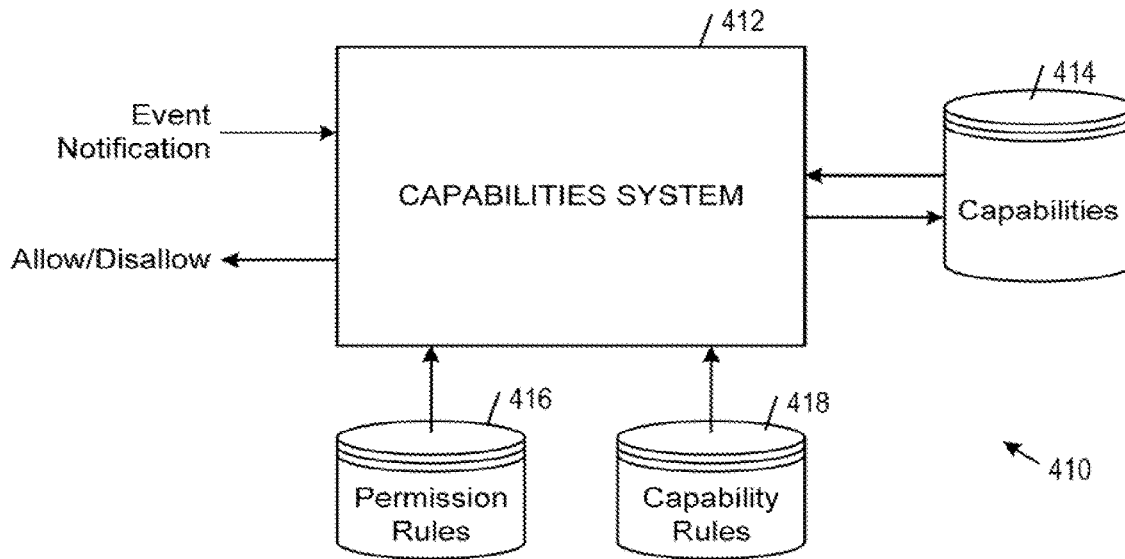 412
414
Event
Notification
CAPABILITIES SYSTEM
Capabilities
Allow/Disallow
416
418
410
Permission
Rules
Capability
Rules